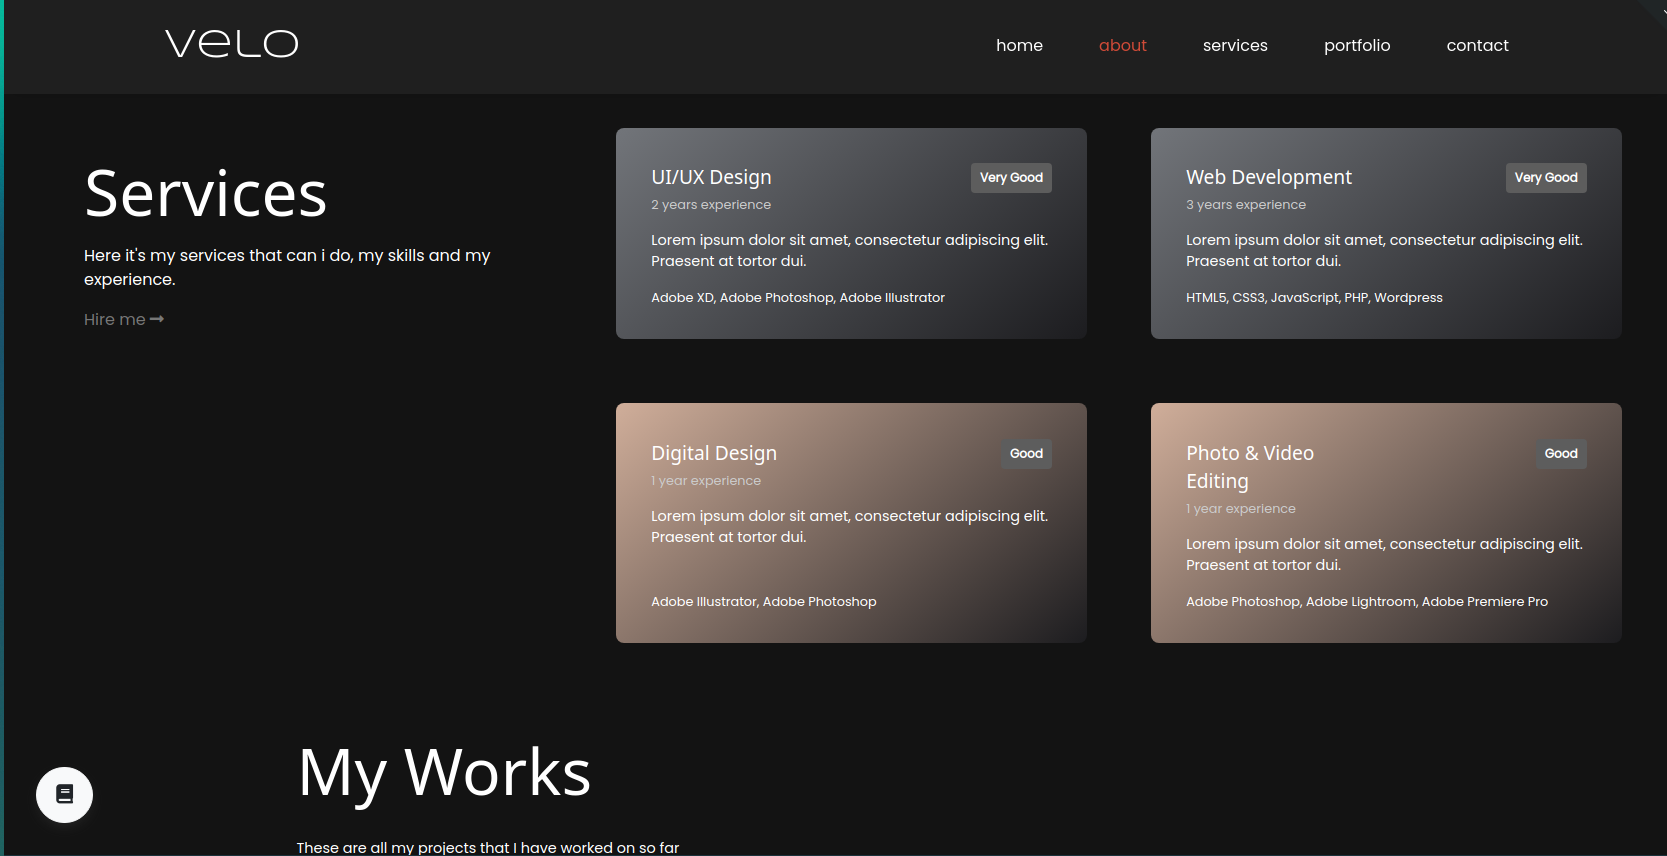 VeLO
home about services portfolio contact
Services
Here it's my services that can i do, my skills and my
experience.
Hire me
UI/UX Design
Very Good
2 years experience
Lorem ipsum dolor sit amet, consectetur adipiscing elit.
Praesent at tortor dui.
Adobe XD, Adobe Photoshop, Adobe Illustrator
Web Development
Very Good
3 years experience
Lorem ipsum dolor sit amet, consectetur adipiscing elit.
Praesent at tortor dui.
HTML5, CSS3, JavaScript, PHP, Wordpress
Digital Design
Good
1 year experience
Lorem ipsum dolor sit amet, consectetur adipiscing elit.
Praesent at tortor dui.
Adobe Illustrator, Adobe Photoshop
Photo & Video
Editing
Good
1 year experience
Lorem ipsum dolor sit amet, consectetur adipiscing elit.
Praesent at tortor dui.
Adobe Photoshop, Adobe Lightroom, Adobe Premiere Pro
My Works
These are all my projects that I have worked on so far